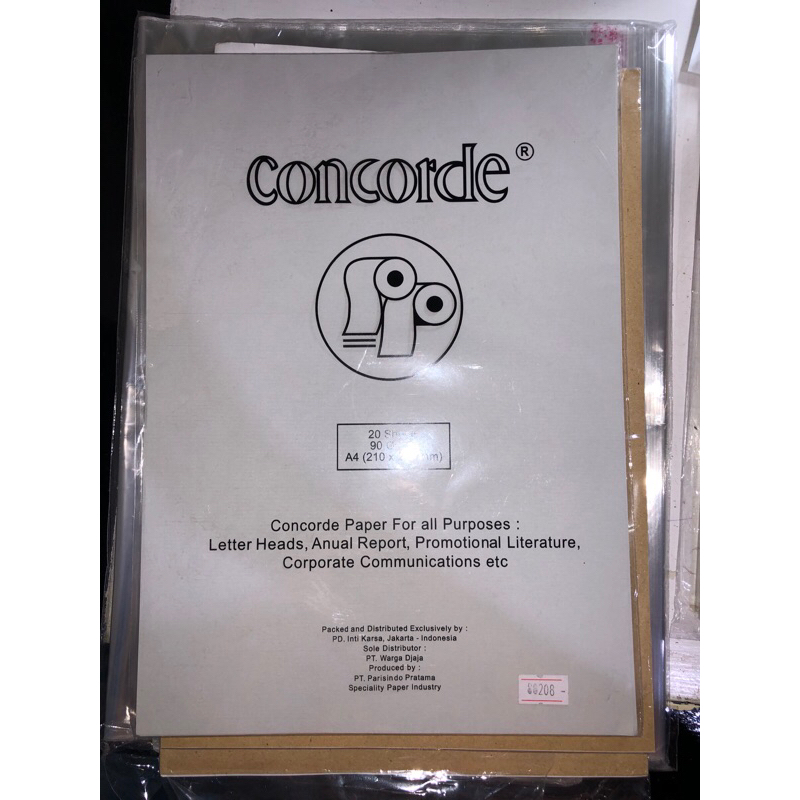 concorde®
20
90
A4 (210 x mm)
Concorde Paper For all Purposes :
Letter Heads, Anual Report, Promotional Literature,
Corporate Communications etc
Packed and Distributed Exclusively by :
PD. Inti Karsa, Jakarta - Indonesia
Sole Distributor :
PT. Warga Djaja
Produced by :
PT. Parisindo Pratama
Speciality Paper Industry